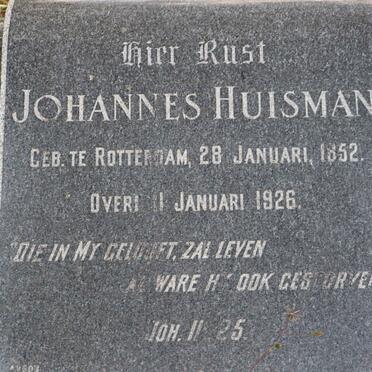 Hier Rust
JOHANNES HUISMAN
GEB. TE ROTTERDAM, 28 JANUARI, 1852.
OVERL 11 JANUARI 1926.
"DIE IN MY GELOOFT, ZAL LEVEN
AL WARE HY OOK GESTORVEN
JOH. 11. 25.